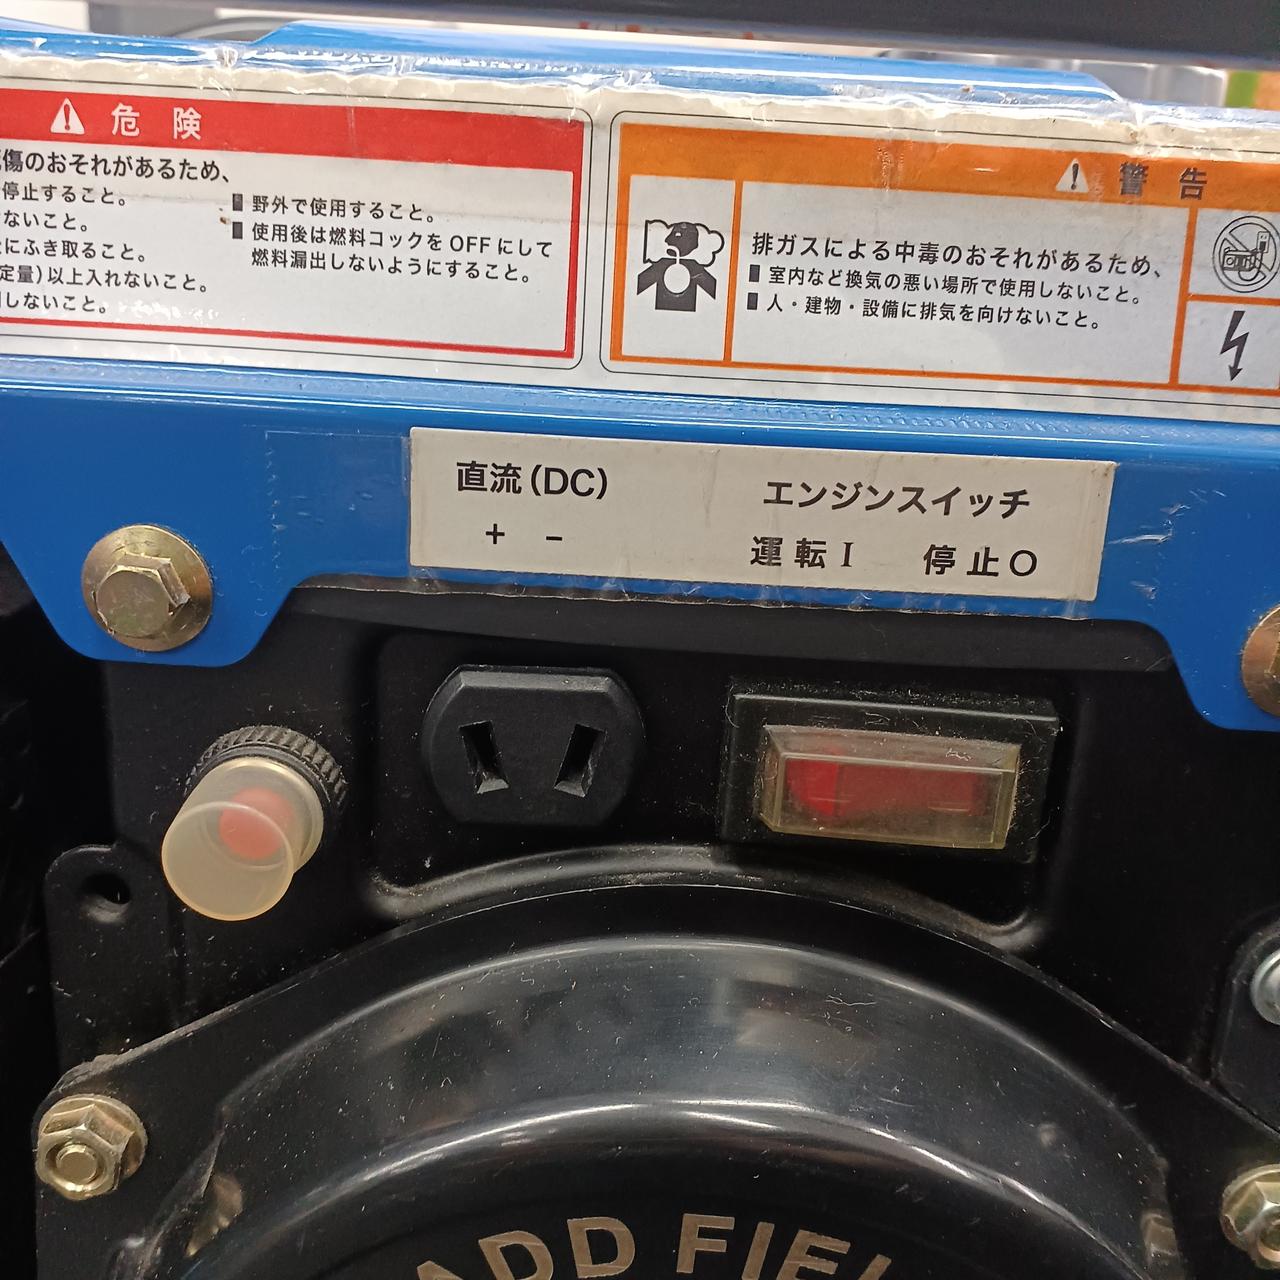 危険
傷のおそれがあるため、
停止すること。
ないこと。
にふき取ること。
定量)以上入れないこと。
しないこと。
野外で使用すること。
使用後は燃料コックをOFFにして
燃料漏出しないようにすること。
警告
排ガスによる中毒のおそれがあるため、
室内など換気の悪い場所で使用しないこと。
人・建物・設備に排気を向けないこと。
直流(DC)
+ -
エンジンスイッチ
運転I 停止O
ADD FIEL